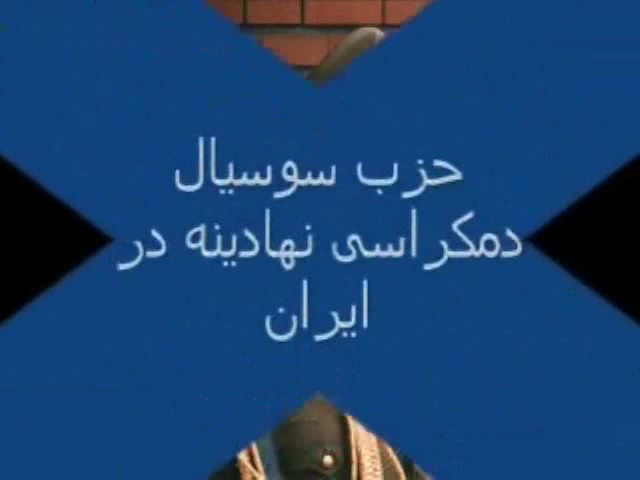 حزب سوسیال
دمکراسی نهادینه در
ایران